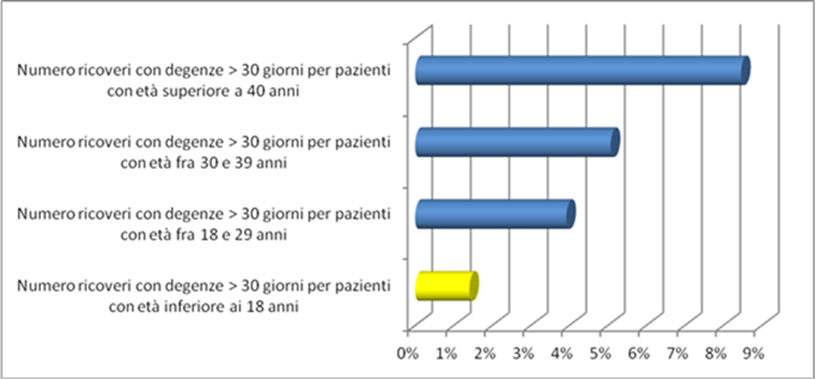 Numero ricoveri con degenze > 30 giorni per pazienti
con età superiore a 40 anni
Numero ricoveri con degenze > 30 giorni per pazienti
con età fra 30 e 39 anni
Numero ricoveri con degenze > 30 giorni per pazienti
con età fra 18 e 29 anni
Numero ricoveri con degenze > 30 giorni per pazienti
con età inferiore ai 18 anni
0% 1% 2% 3% 4% 5% 6% 7% 8% 9%